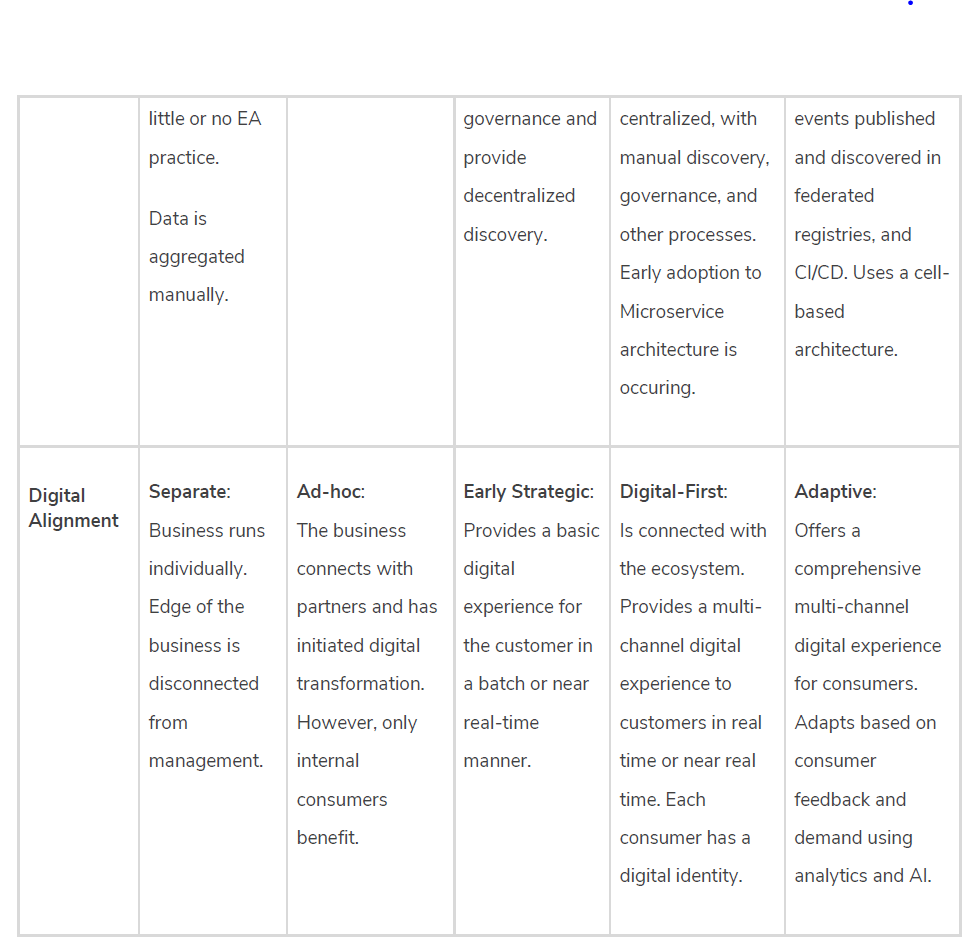 little or no EA
practice.
Data is
aggregated
manually.
governance and
provide
decentralized
discovery.
centralized, with
manual discovery,
governance, and
other processes.
Early adoption to
Microservice
architecture is
occuring.
events published
and discovered in
federated
registries, and
CI/CD. Uses a cell-
based
architecture.
Digital
Alignment
Separate:
Business runs
individually.
Edge of the
business is
disconnected
from
management.
Ad-hoc:
The business
connects with
partners and has
initiated digital
transformation.
However, only
internal
consumers
benefit.
Early Strategic:
Provides a basic
digital
experience for
the customer in
a batch or near
real-time
manner.
Digital-First:
Is connected with
the ecosystem.
Provides a multi-
channel digital
experience to
customers in real
time or near real
time. Each
consumer has a
digital identity.
Adaptive:
Offers a
comprehensive
multi-channel
digital experience
for consumers.
Adapts based on
consumer
feedback and
demand using
analytics and AI.